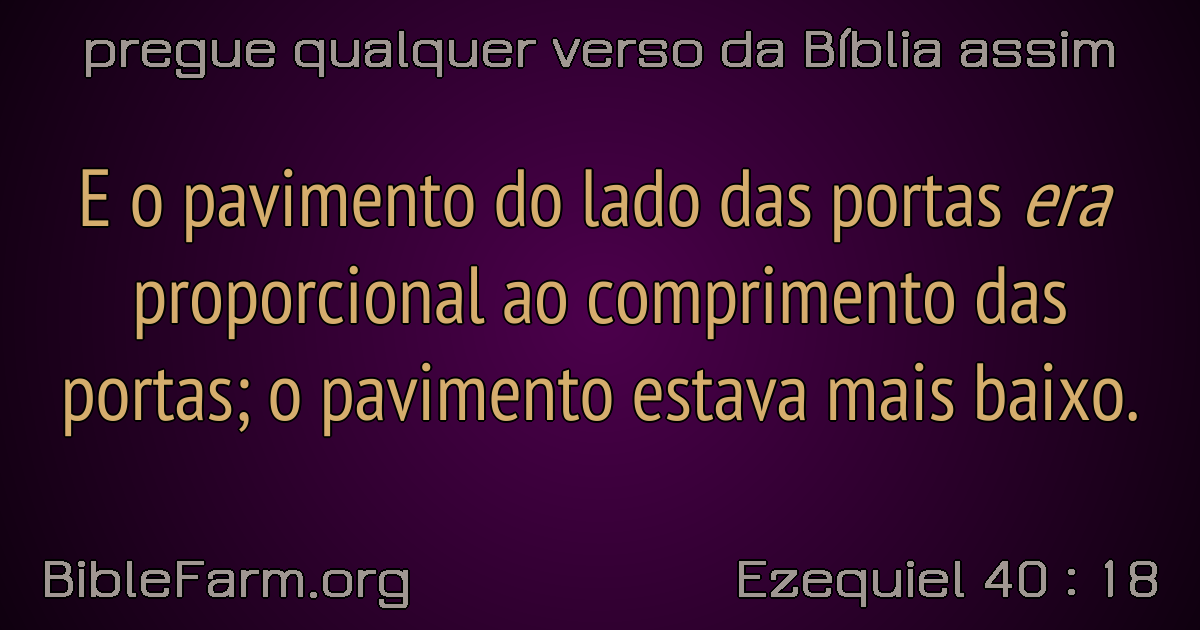 pregue qualquer verso da Bíblia assim
E o pavimento do lado das portas era
proporcional ao comprimento das
portas; o pavimento estava mais baixo.
BibleFarm.org
Ezequiel 40 : 18